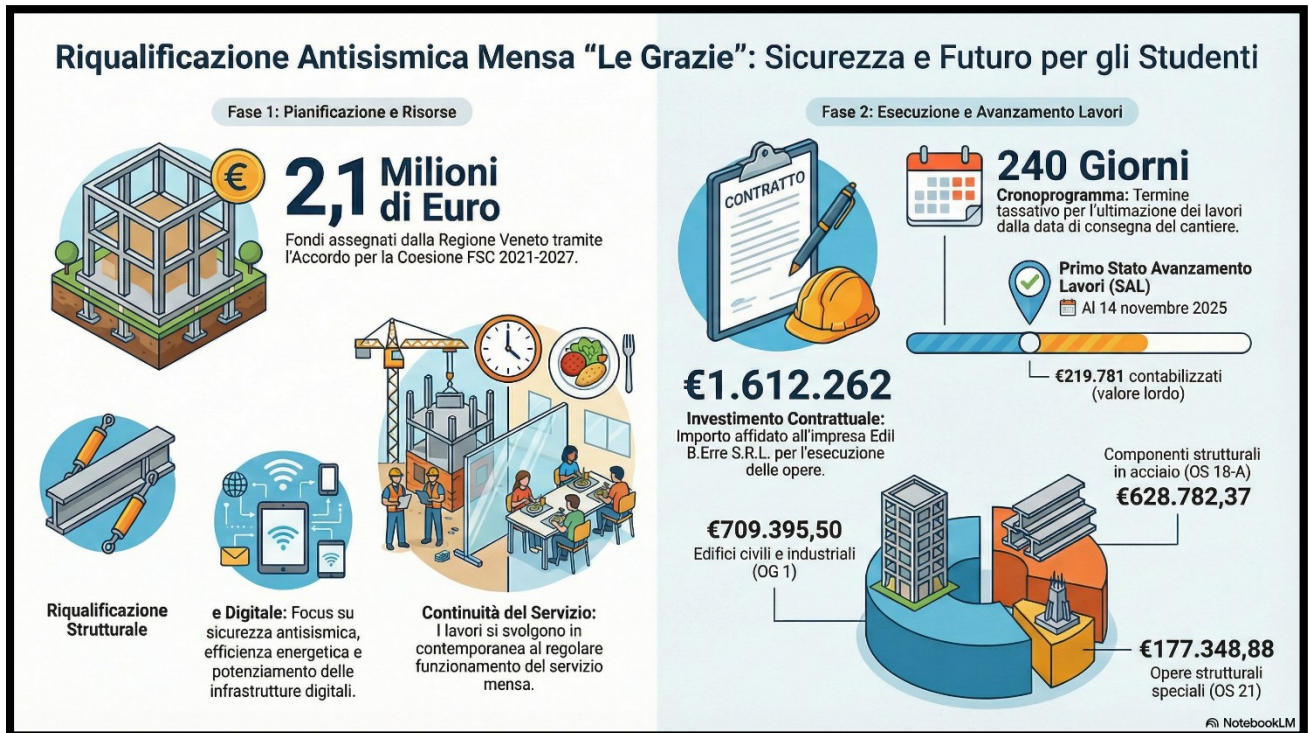 Riqualificazione Antisismica Mensa “Le Grazie”: Sicurezza e Futuro per gli Studenti
Fase 1: Pianificazione e Risorse
2,1 Milioni
di Euro
Fondi assegnati dalla Regione Veneto tramite
l'Accordo per la Coesione FSC 2021-2027.
Riqualificazione
Strutturale
e Digitale: Focus su
sicurezza antisismica,
efficienza energetica e
potenziamento delle
infrastrutture digitali.
Continuità del Servizio:
I lavori si svolgono in
contemporanea al regolare
funzionamento del servizio
mensa.
Fase 2: Esecuzione e Avanzamento Lavori
CONTRATTO
240 Giorni
Cronoprogramma: Termine
tassativo per l'ultimazione dei lavori
dalla data di consegna del cantiere.
Primo Stato Avanzamento
Lavori (SAL)
Al 14 novembre 2025
€219.781 contabilizzati
(valore lordo)
€1.612.262
Investimento Contrattuale:
Importo affidato all'impresa Edil
B.Erre S.R.L. per l'esecuzione
delle opere.
Componenti strutturali
in acciaio (OS 18-A)
€628.782,37
€709.395,50
Edifici civili e industriali
(OG 1)
€177.348,88
Opere strutturali
speciali (OS 21)
NotebookLM